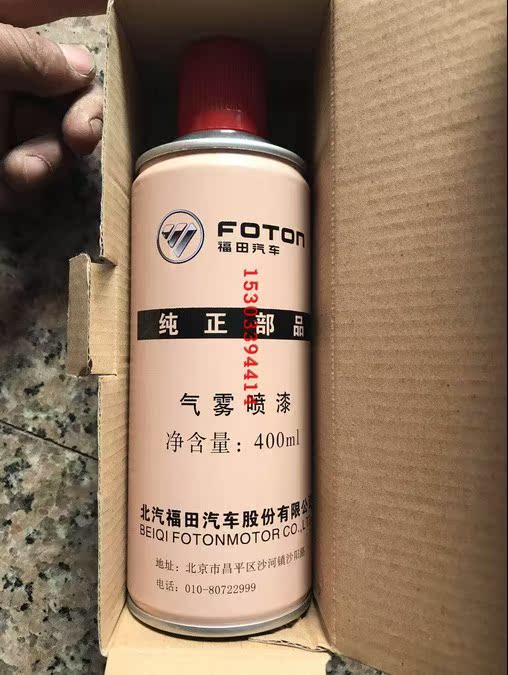 FOTON
福田汽车
纯正部品
气雾喷漆
净含量：400ml
北汽福田汽车股份有限公
BEIQI FOTONMOTOR CO.,L
地址：北京市昌平区沙河镇沙阳路
电话：010-80722999
15303394414